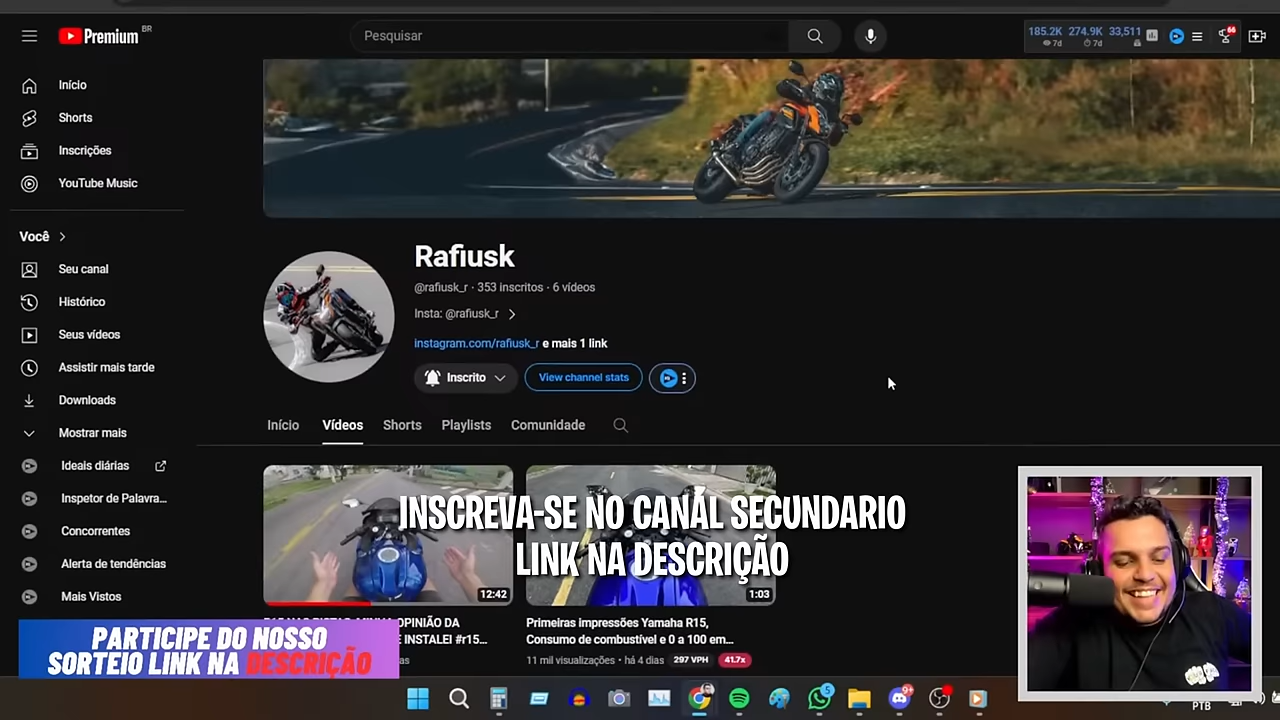 Premium BR
Pesquisar
185.2K 274.9K 33,511
7d 7d
Início
Shorts
Inscrições
YouTube Music
Você
Seu canal
Histórico
Seus vídeos
Assistir mais tarde
Downloads
Mostrar mais
Ideais diárias
Inspetor de Palavra...
Concorrentes
Alerta de tendências
Mais Vistos
Rafiusk
@rafiusk_r · 353 inscritos · 6 vídeos
Insta: @rafiusk_r
instagram.com/rafiusk_r e mais 1 link
Inscrito
View channel stats
Início Vídeos Shorts Playlists Comunidade
INSCREVA-SE NO CANAL SECUNDARIO
LINK NA DESCRIÇÃO
12:42
1:03
OPINIÃO DA
E INSTALEI #r15...
Primeiras impressões Yamaha R15,
Consumo de combustível e 0 a 100 em...
11 mil visualizações · há 4 dias 297 VPH 41.7x
PARTICIPE DO NOSSO
SORTEIO LINK NA DESCRIÇÃO
5
PTB